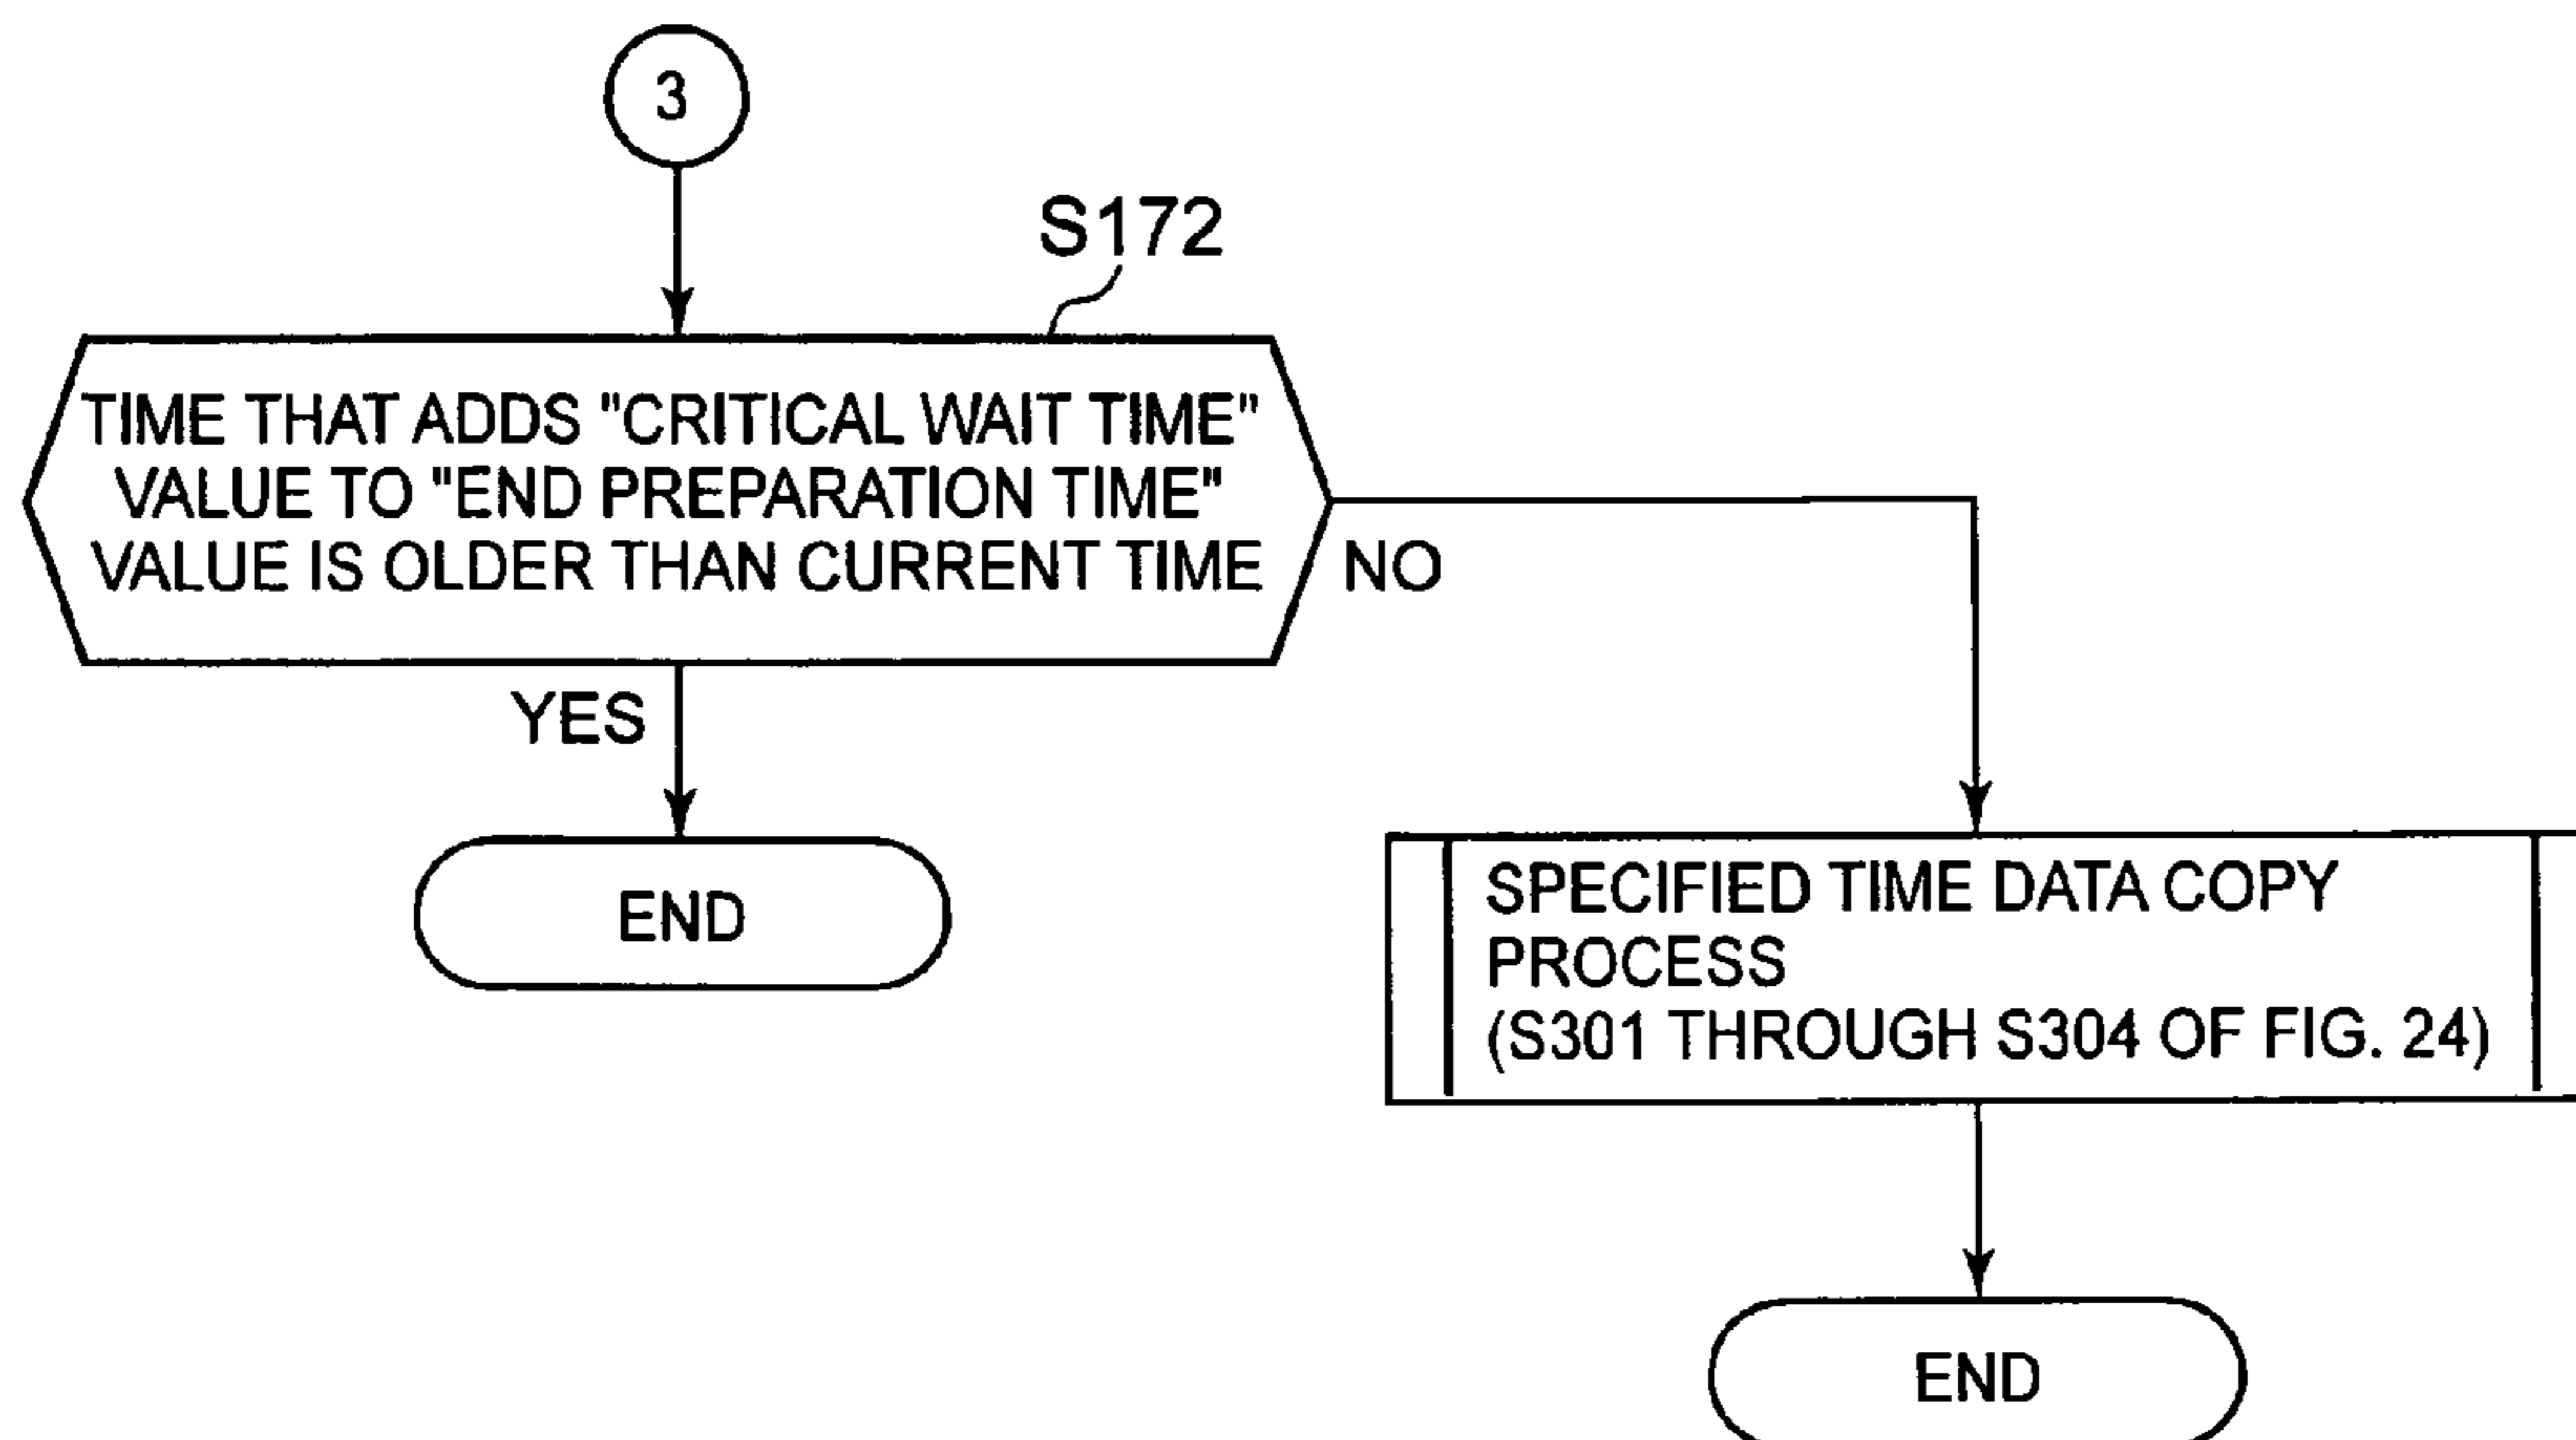 3
S172
TIME THAT ADDS "CRITICAL WAIT TIME"
VALUE TO "END PREPARATION TIME"
VALUE IS OLDER THAN CURRENT TIME
NO
YES
END
SPECIFIED TIME DATA COPY
PROCESS
(S301 THROUGH S304 OF FIG. 24)
END